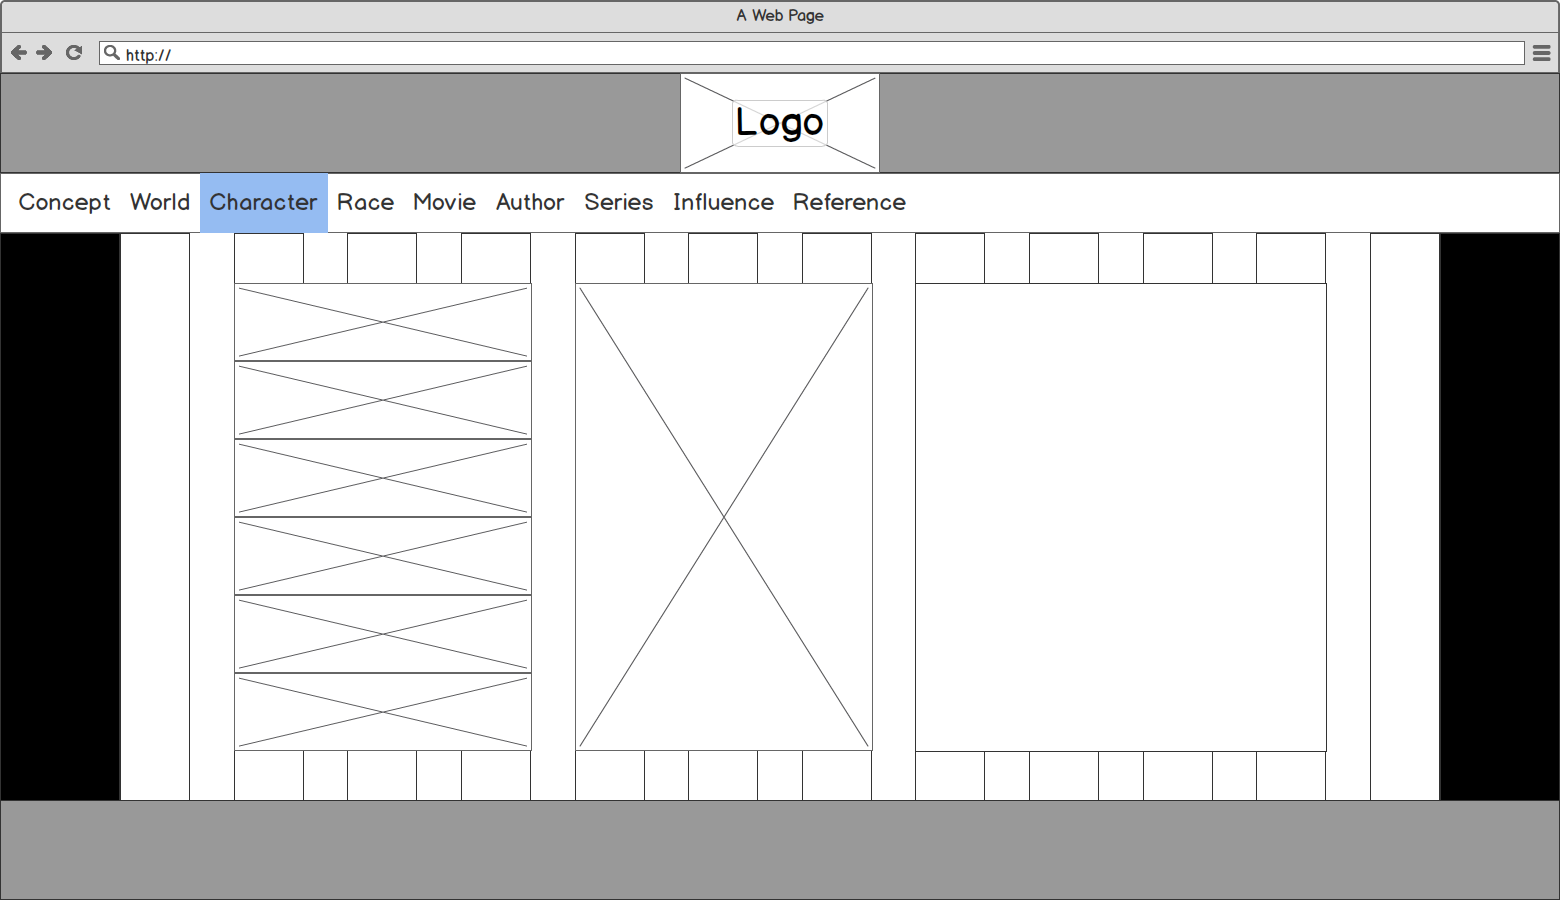 A Web Page
http://
Logo
Concept World Character Race Movie Author Series Influence Reference